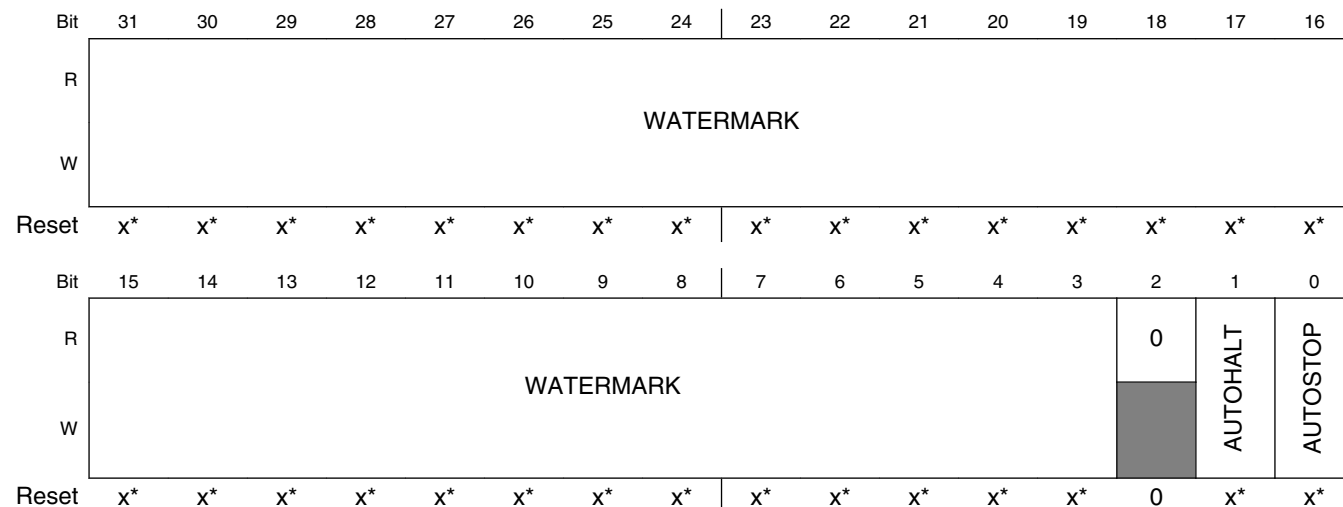 Bit 31 30 29 28 27 26 25 24 23 22 21 20 19 18 17 16
R
WATERMARK
W
Reset x* x* x* x* x* x* x* x* x* x* x* x* x* x* x* x*
Bit 15 14 13 12 11 10 9 8 7 6 5 4 3 2 1 0
R 0
WATERMARK AUTOHALT AUTOSTOP
W
Reset x* x* x* x* x* x* x* x* x* x* x* x* x* 0 x* x*